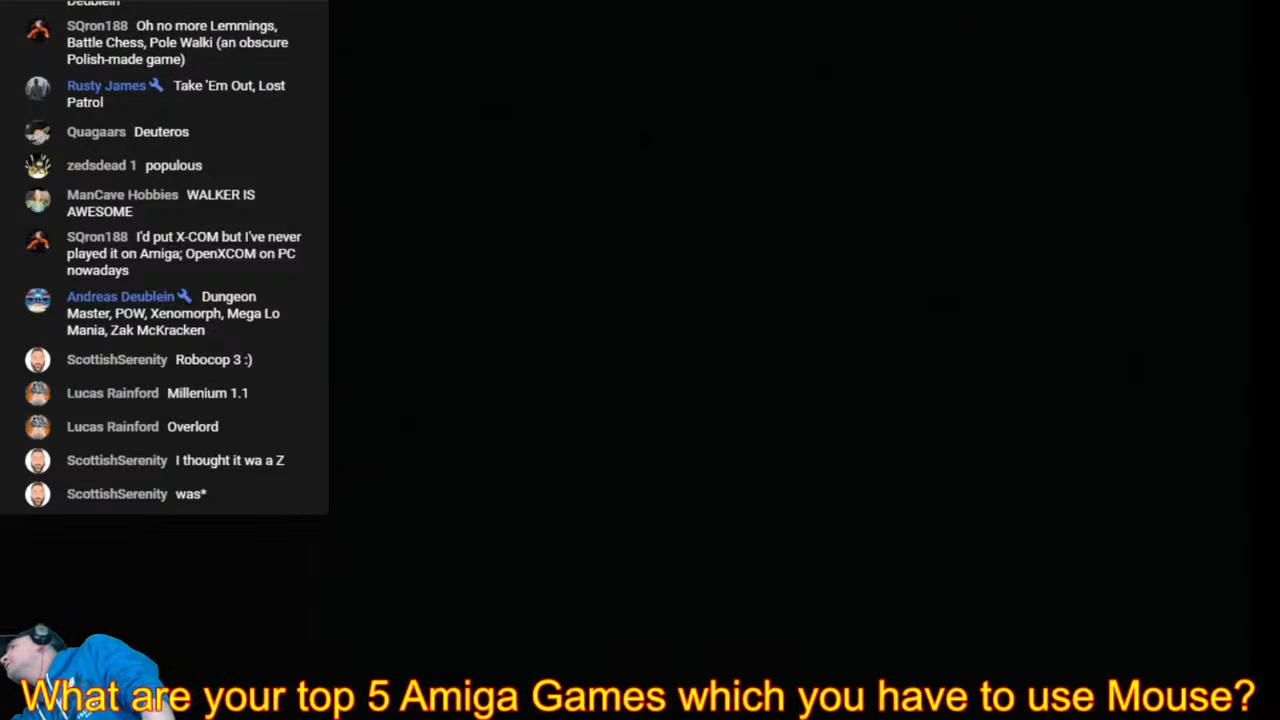 Deublein
SQron188 Oh no more Lemmings,
Battle Chess, Pole Walki (an obscure
Polish-made game)
Rusty James Take 'Em Out, Lost
Patrol
Quagaars Deuteros
zedsdead 1 populous
ManCave Hobbies WALKER IS
AWESOME
SQron188 I'd put X-COM but I've never
played it on Amiga; OpenXCOM on PC
nowadays
Andreas Deublein Dungeon
Master, POW, Xenomorph, Mega Lo
Mania, Zak McKracken
ScottishSerenity Robocop 3 :)
Lucas Rainford Millenium 1.1
Lucas Rainford Overlord
ScottishSerenity I thought it wa a Z
ScottishSerenity was*
What are your top 5 Amiga Games which you have to use Mouse?